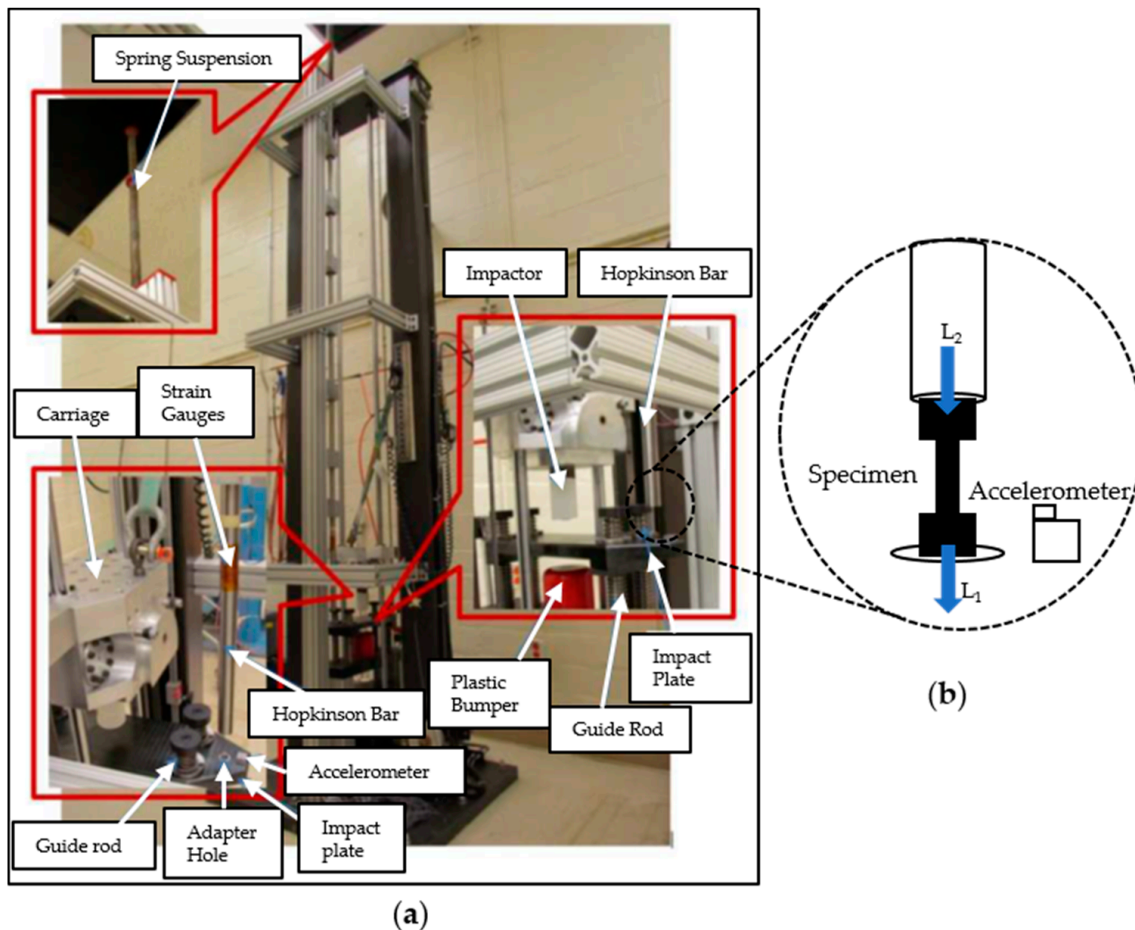 Spring Suspension
Impactor
Hopkinson Bar
Carriage
Strain
Gauges
L2
Specimen
Accelerometer
L1
Plastic
Bumper
Impact
Plate
Guide Rod
Hopkinson Bar
Accelerometer
Guide rod
Adapter
Hole
Impact
plate
(a)
(b)